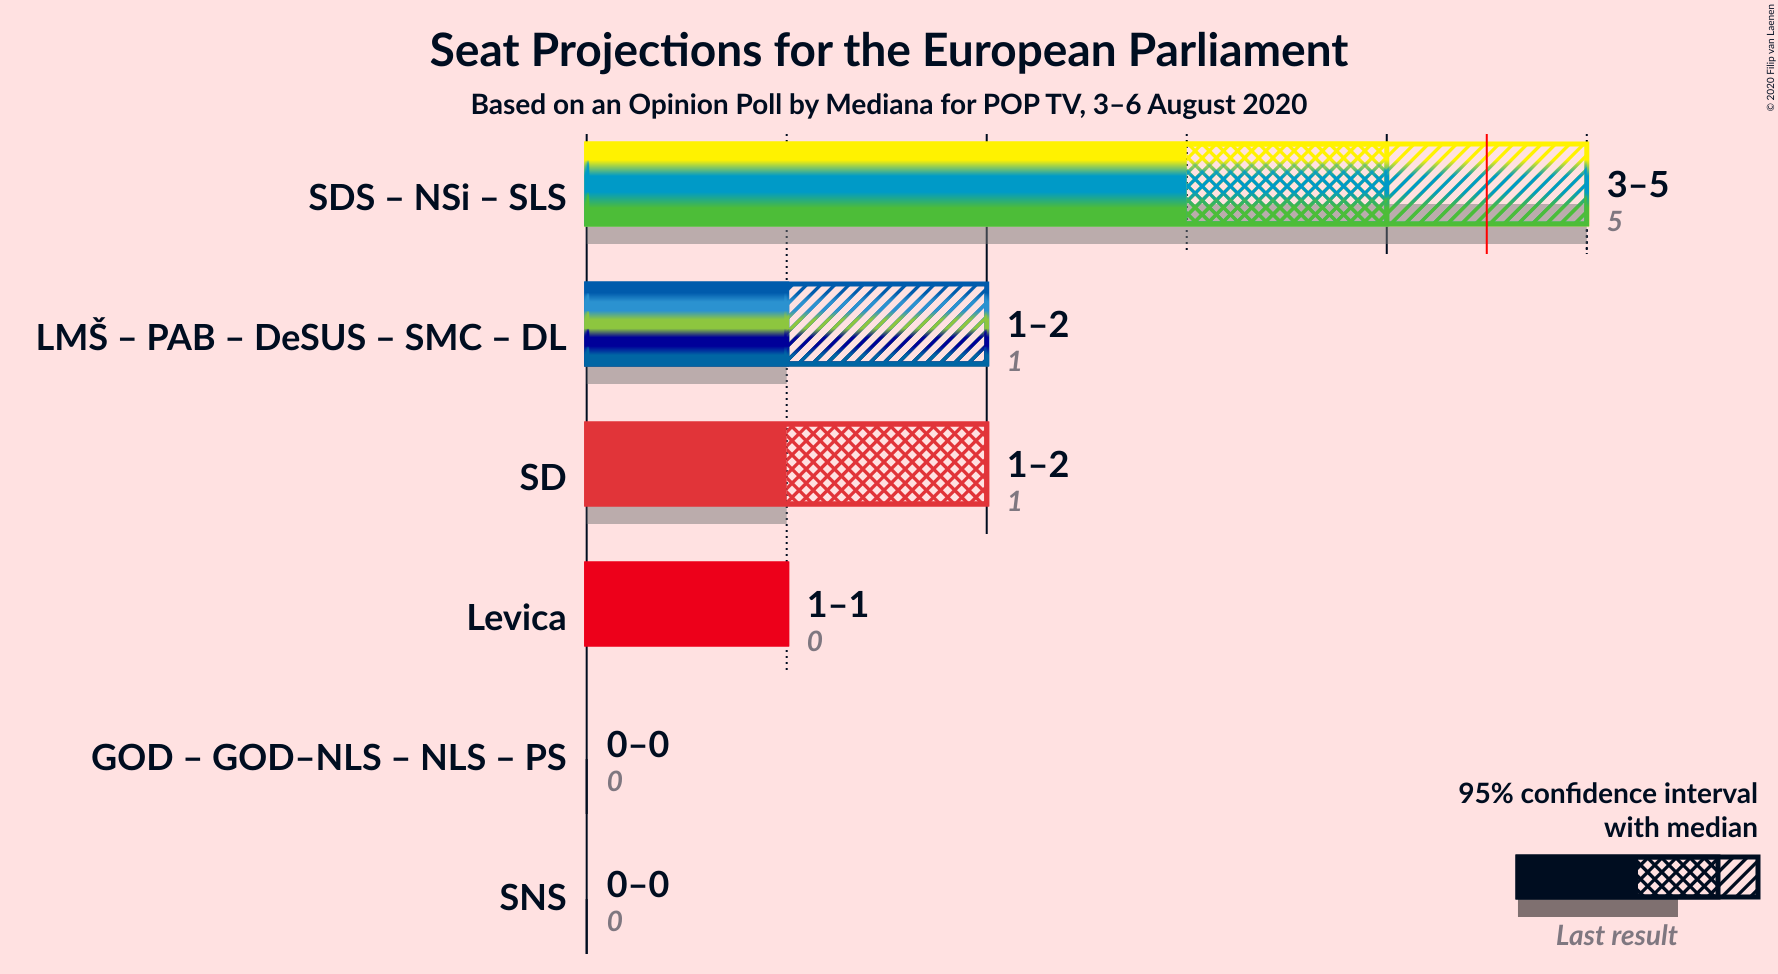 Seat Projections for the European Parliament
Based on an Opinion Poll by Mediana for POP TV, 3–6 August 2020
© 2020 Filip van Laenen
SDS – NSi – SLS
3–5
5
LMŠ – PAB – DeSUS – SMC – DL
1–2
1
SD
1–2
1
Levica
1–1
0
GOD – GOD–NLS – NLS – PS
0–0
0
SNS
0–0
0
95% confidence interval
with median
Last result